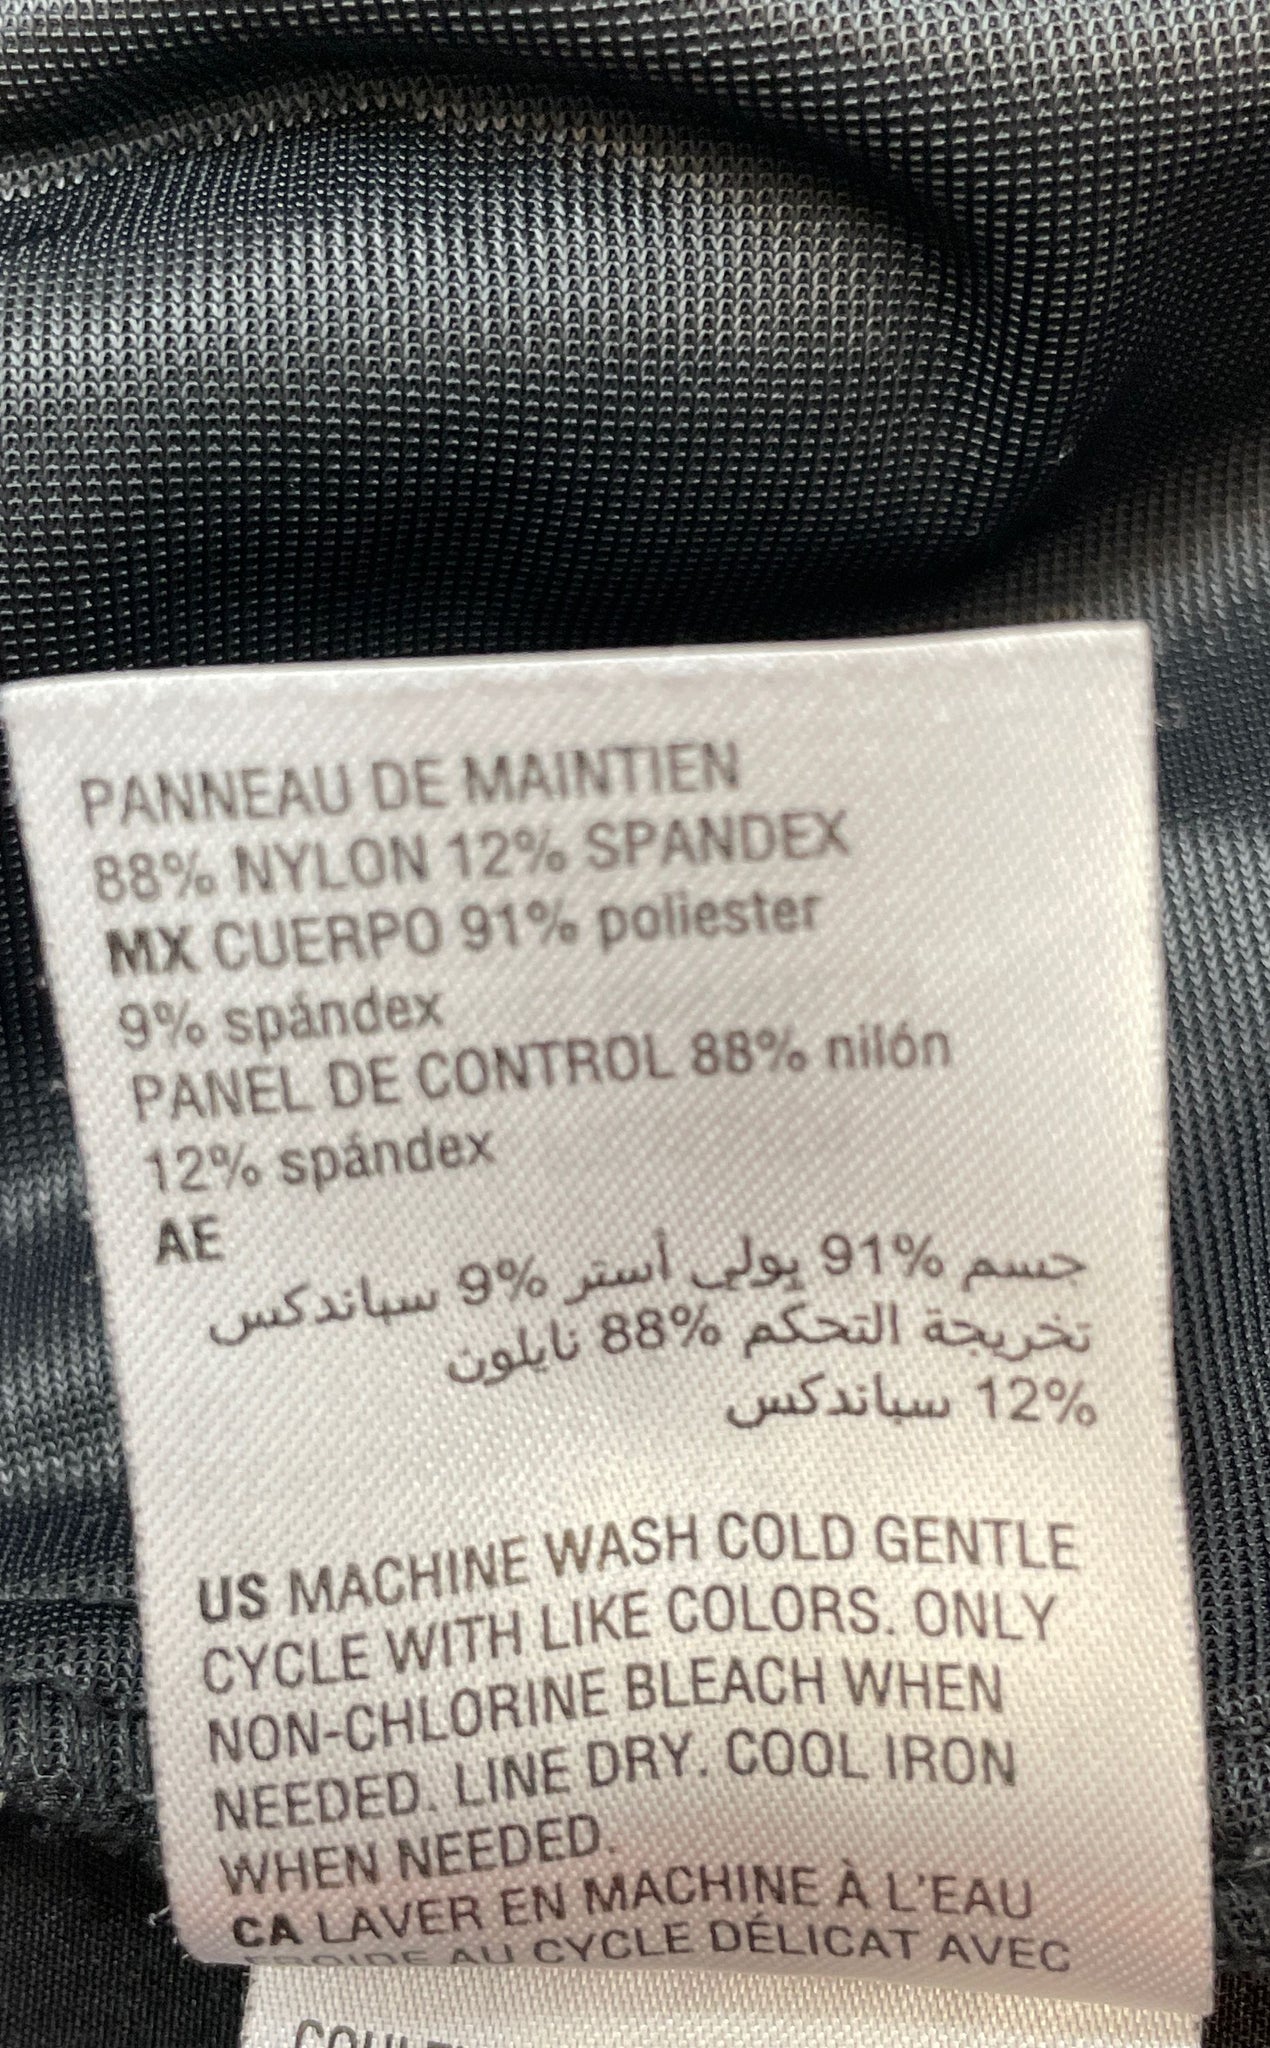 PANNEAU DE MAINTIEN
88% NYLON 12% SPANDEX
MX CUERPO 91% poliester
9% spándex
PANEL DE CONTROL 88% nilón
12% spándex
AE
جسم 91% بولي أستر 9% سباندكس
تخريجة التحكم 88% نايلون
12% سباندكس
US MACHINE WASH COLD GENTLE
CYCLE WITH LIKE COLORS. ONLY
NON-CHLORINE BLEACH WHEN
NEEDED. LINE DRY. COOL IRON
WHEN NEEDED.
CA LAVER EN MACHINE À L'EAU
FROIDE AU CYCLE DÉLICAT AVEC